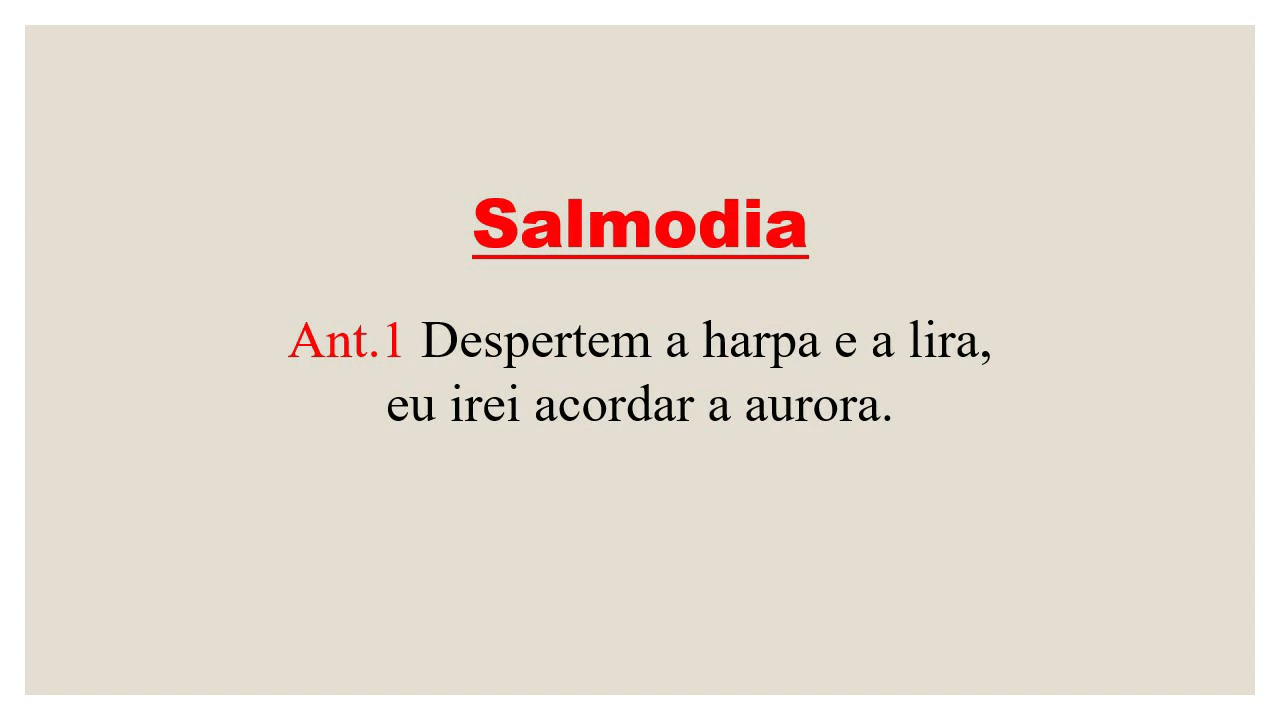 Salmodia
Ant.1 Despertem a harpa e a lira,
eu irei acordar a aurora.